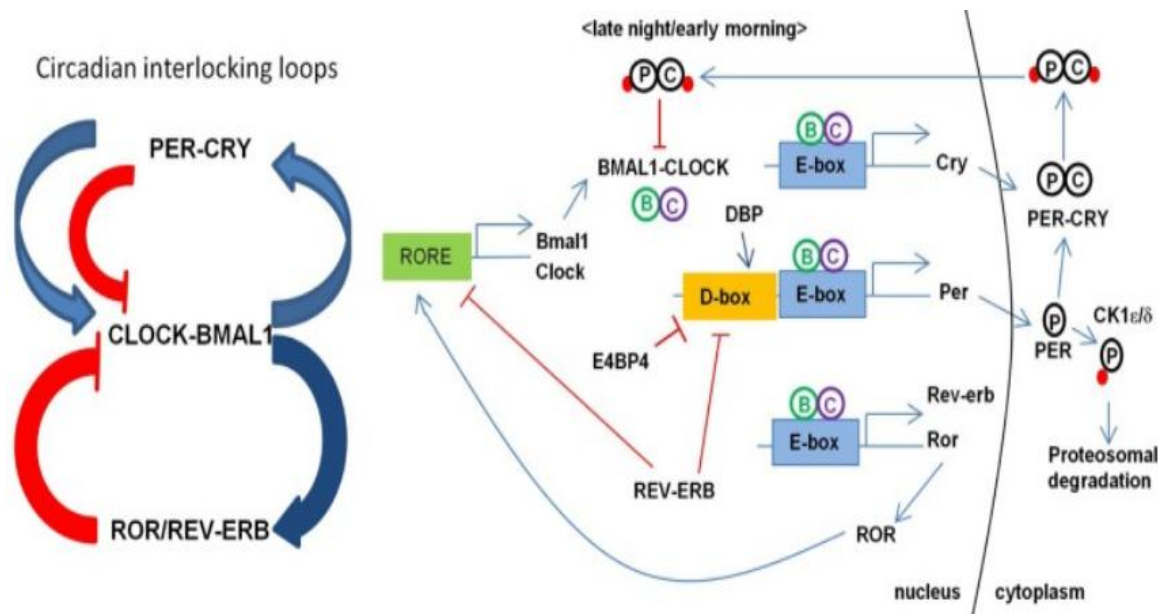 Circadian interlocking loops
PER-CRY
CLOCK-BMAL1
ROR/REV-ERB
<late night/early morning>
P C
P C
BMAL1-CLOCK
B C
B C
E-box
Cry
P C
PER-CRY
RORE
Bmal1
Clock
DBP
D-box
B C
E-box
Per
P
PER
CK1ε/δ
P
Proteosomal
degradation
E4BP4
REV-ERB
B C
E-box
Rev-erb
Ror
ROR
nucleus
cytoplasm